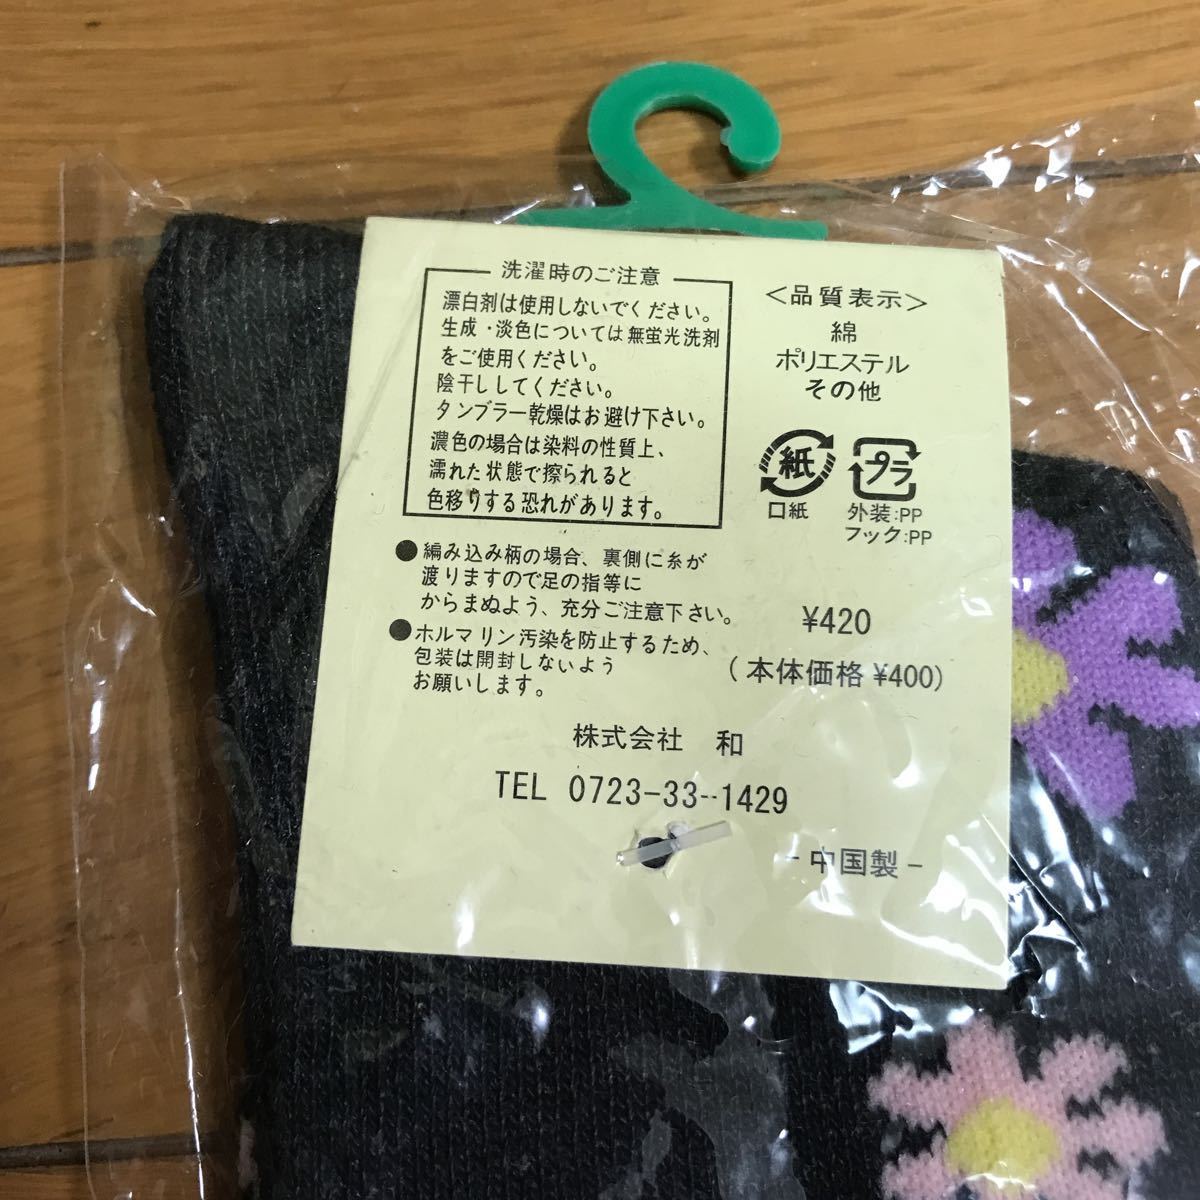 洗濯時のご注意
漂白剤は使用しないでください。
生成・淡色については無蛍光洗剤
をご使用ください。
陰干ししてください。
タンブラー乾燥はお避け下さい。
濃色の場合は染料の性質上、
濡れた状態で擦られると
色移りする恐れがあります。
●編み込み柄の場合、裏側に糸が
渡りますので足の指等に
からまぬよう、充分ご注意下さい。
●ホルマリン汚染を防止するため、
包装は開封しないよう
お願いします。
＜品質表示＞
綿
ポリエステル
その他
紙
口紙
プラ
外装:PP
フック:PP
¥420
(本体価格¥400)
株式会社 和
TEL 0723-33--1429
-中国製-